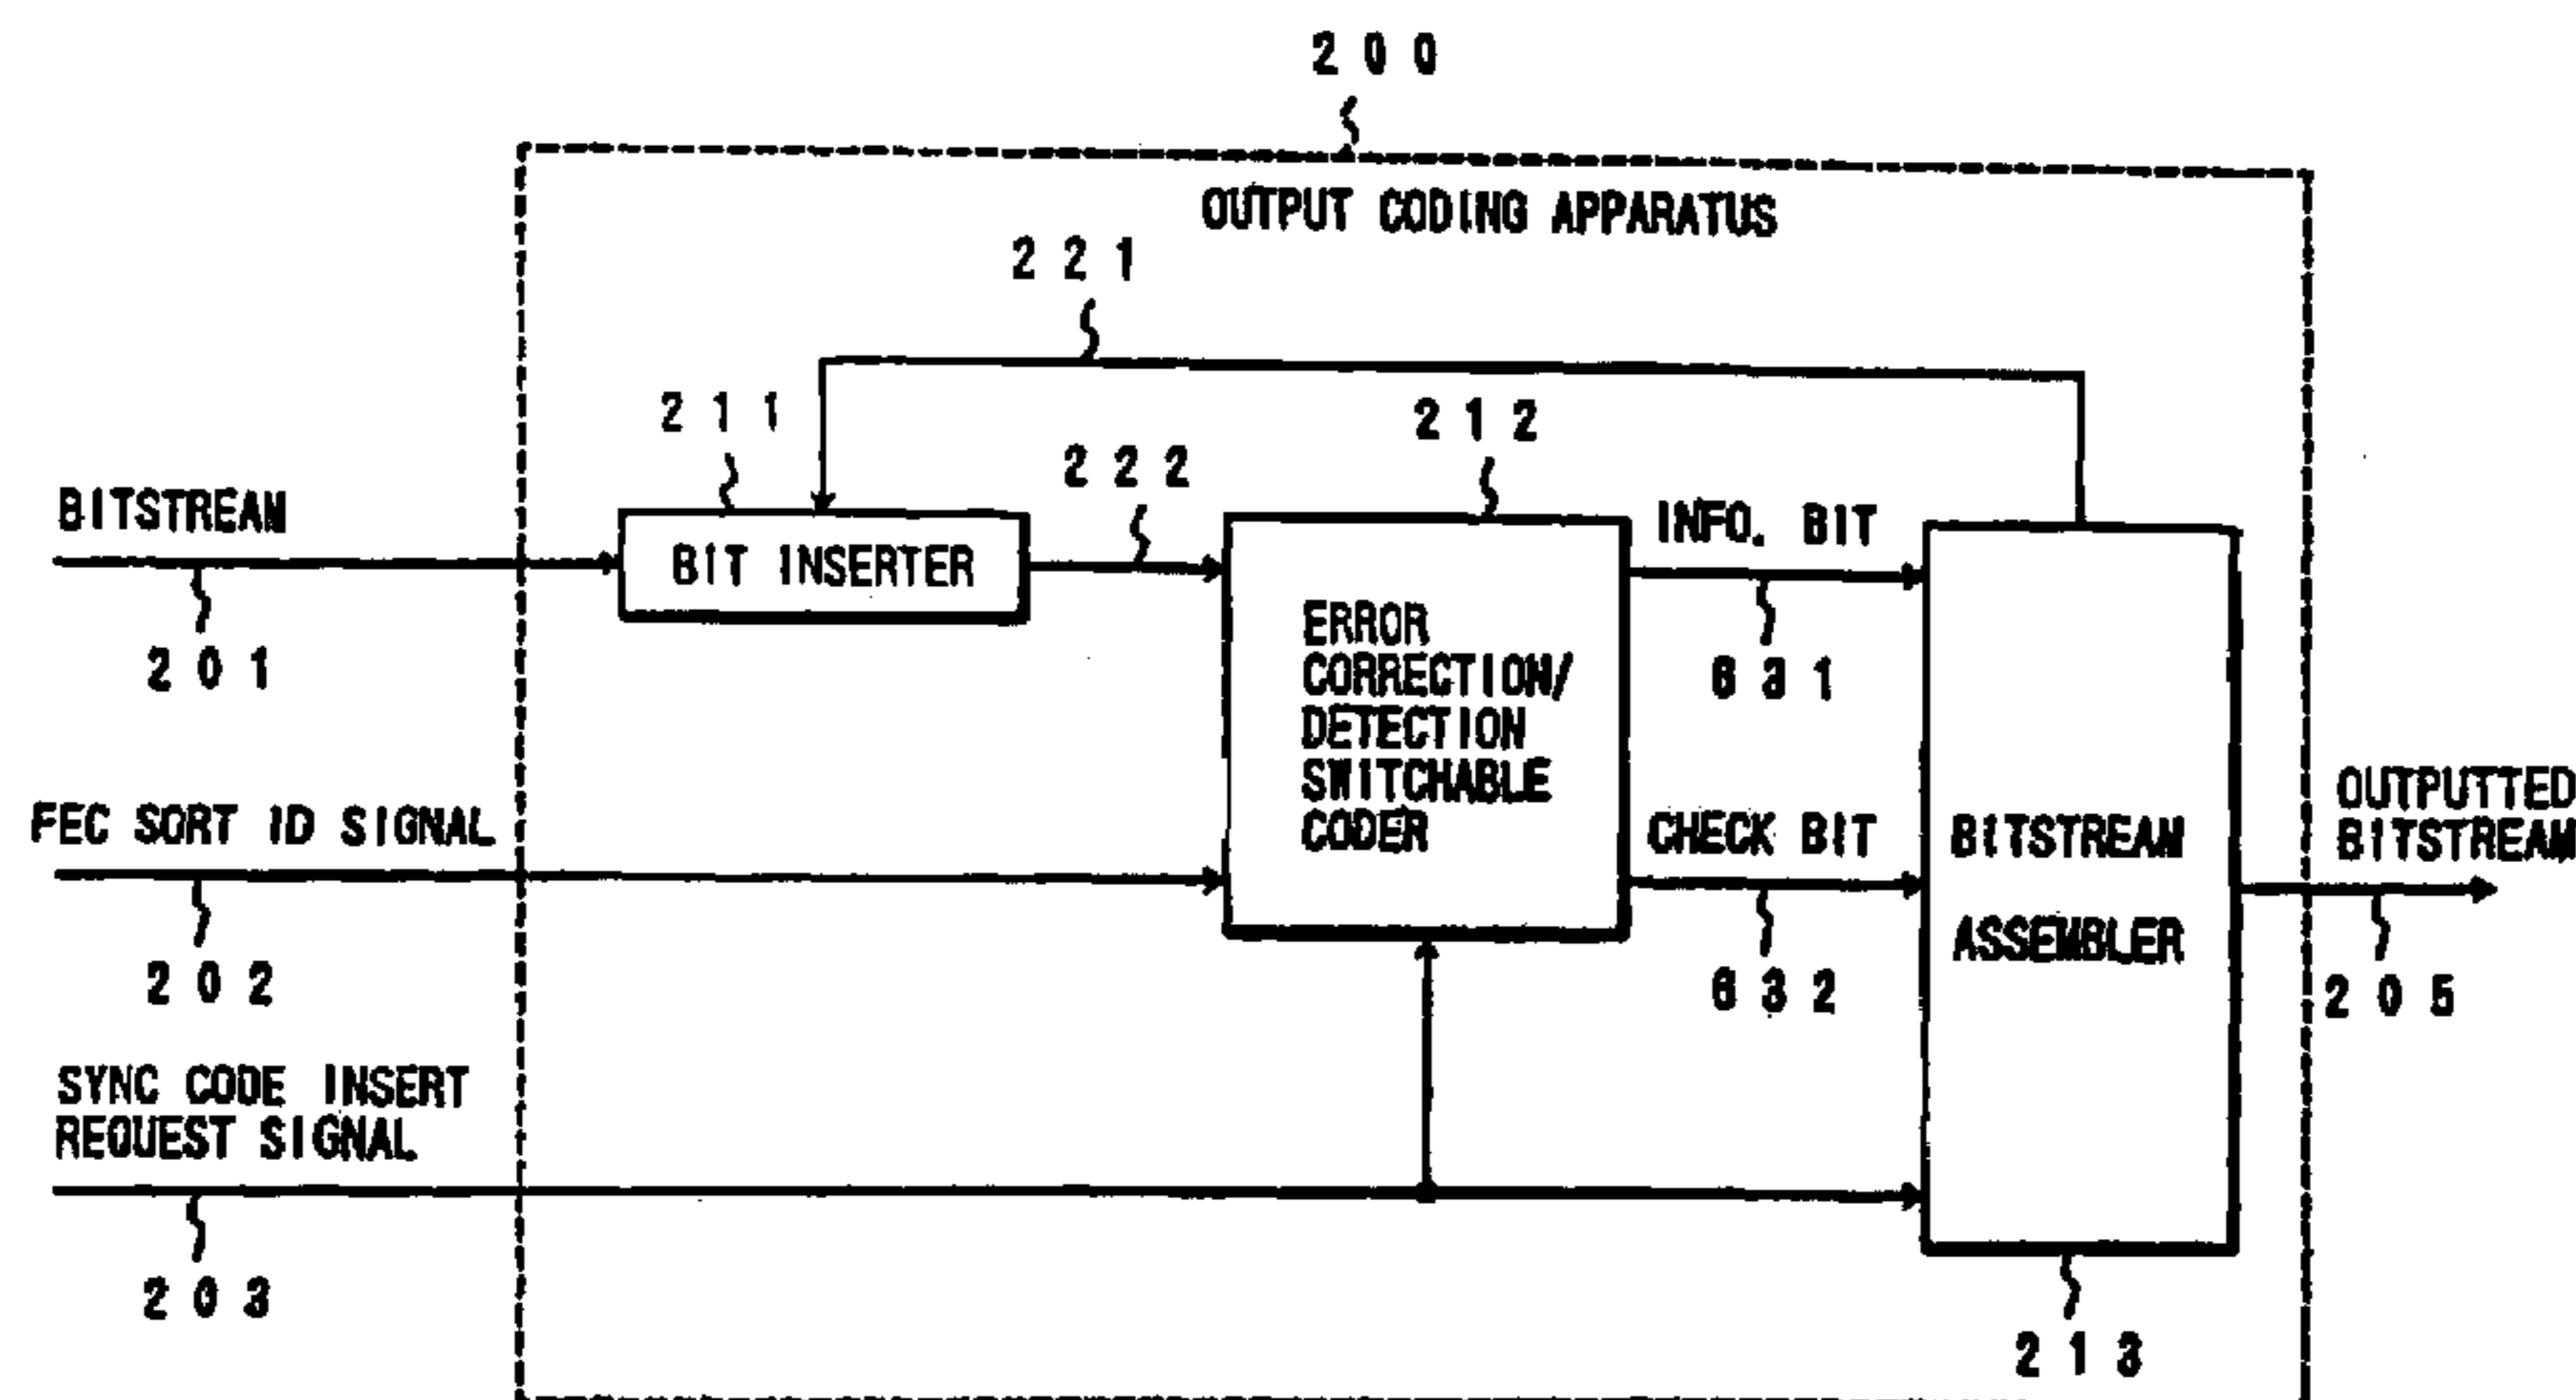 200
OUTPUT CODING APPARATUS
221
211
222
212
BITSTREAM
201
BIT INSERTER
ERROR
CORRECTION/
DETECTION
SWITCHABLE
CODER
INFO. BIT
631
FEC SORT ID SIGNAL
202
CHECK BIT
632
BITSTREAM
ASSEMBLER
OUTPUTTED
BITSTREAM
205
SYNC CODE INSERT
REQUEST SIGNAL
203
213